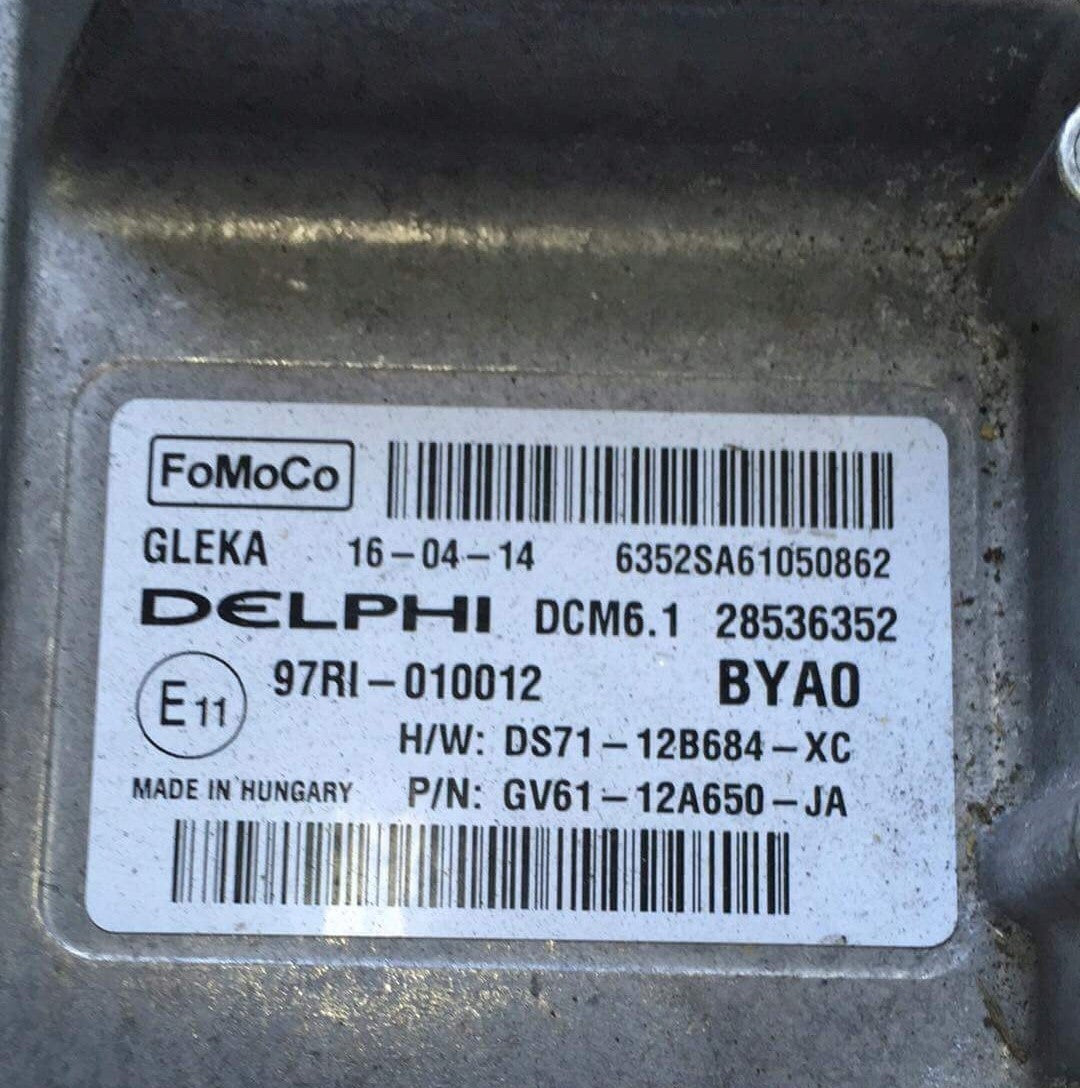 FoMoCo
GLEKA 16-04-14 6352SA61050862
DELPHI DCM6.1 28536352
E11 97RI-010012 BYA0
H/W: DS71-12B684-XC
MADE IN HUNGARY P/N: GV61-12A650-JA